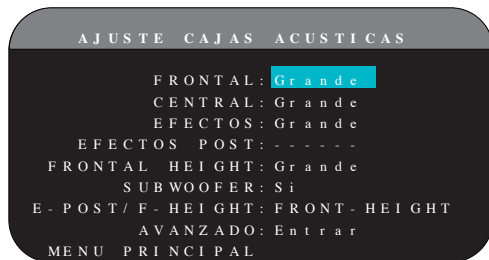 AJUSTE CAJAS ACUSTICAS
FRONTAL: Grande
CENTRAL: Grande
EFECTOS: Grande
EFECTOS POST: ------
FRONTAL HEIGHT: Grande
SUBWOOFER: Si
E-POST/F-HEIGHT: FRONT-HEIGHT
AVANZADO: Entrar
MENU PRINCIPAL